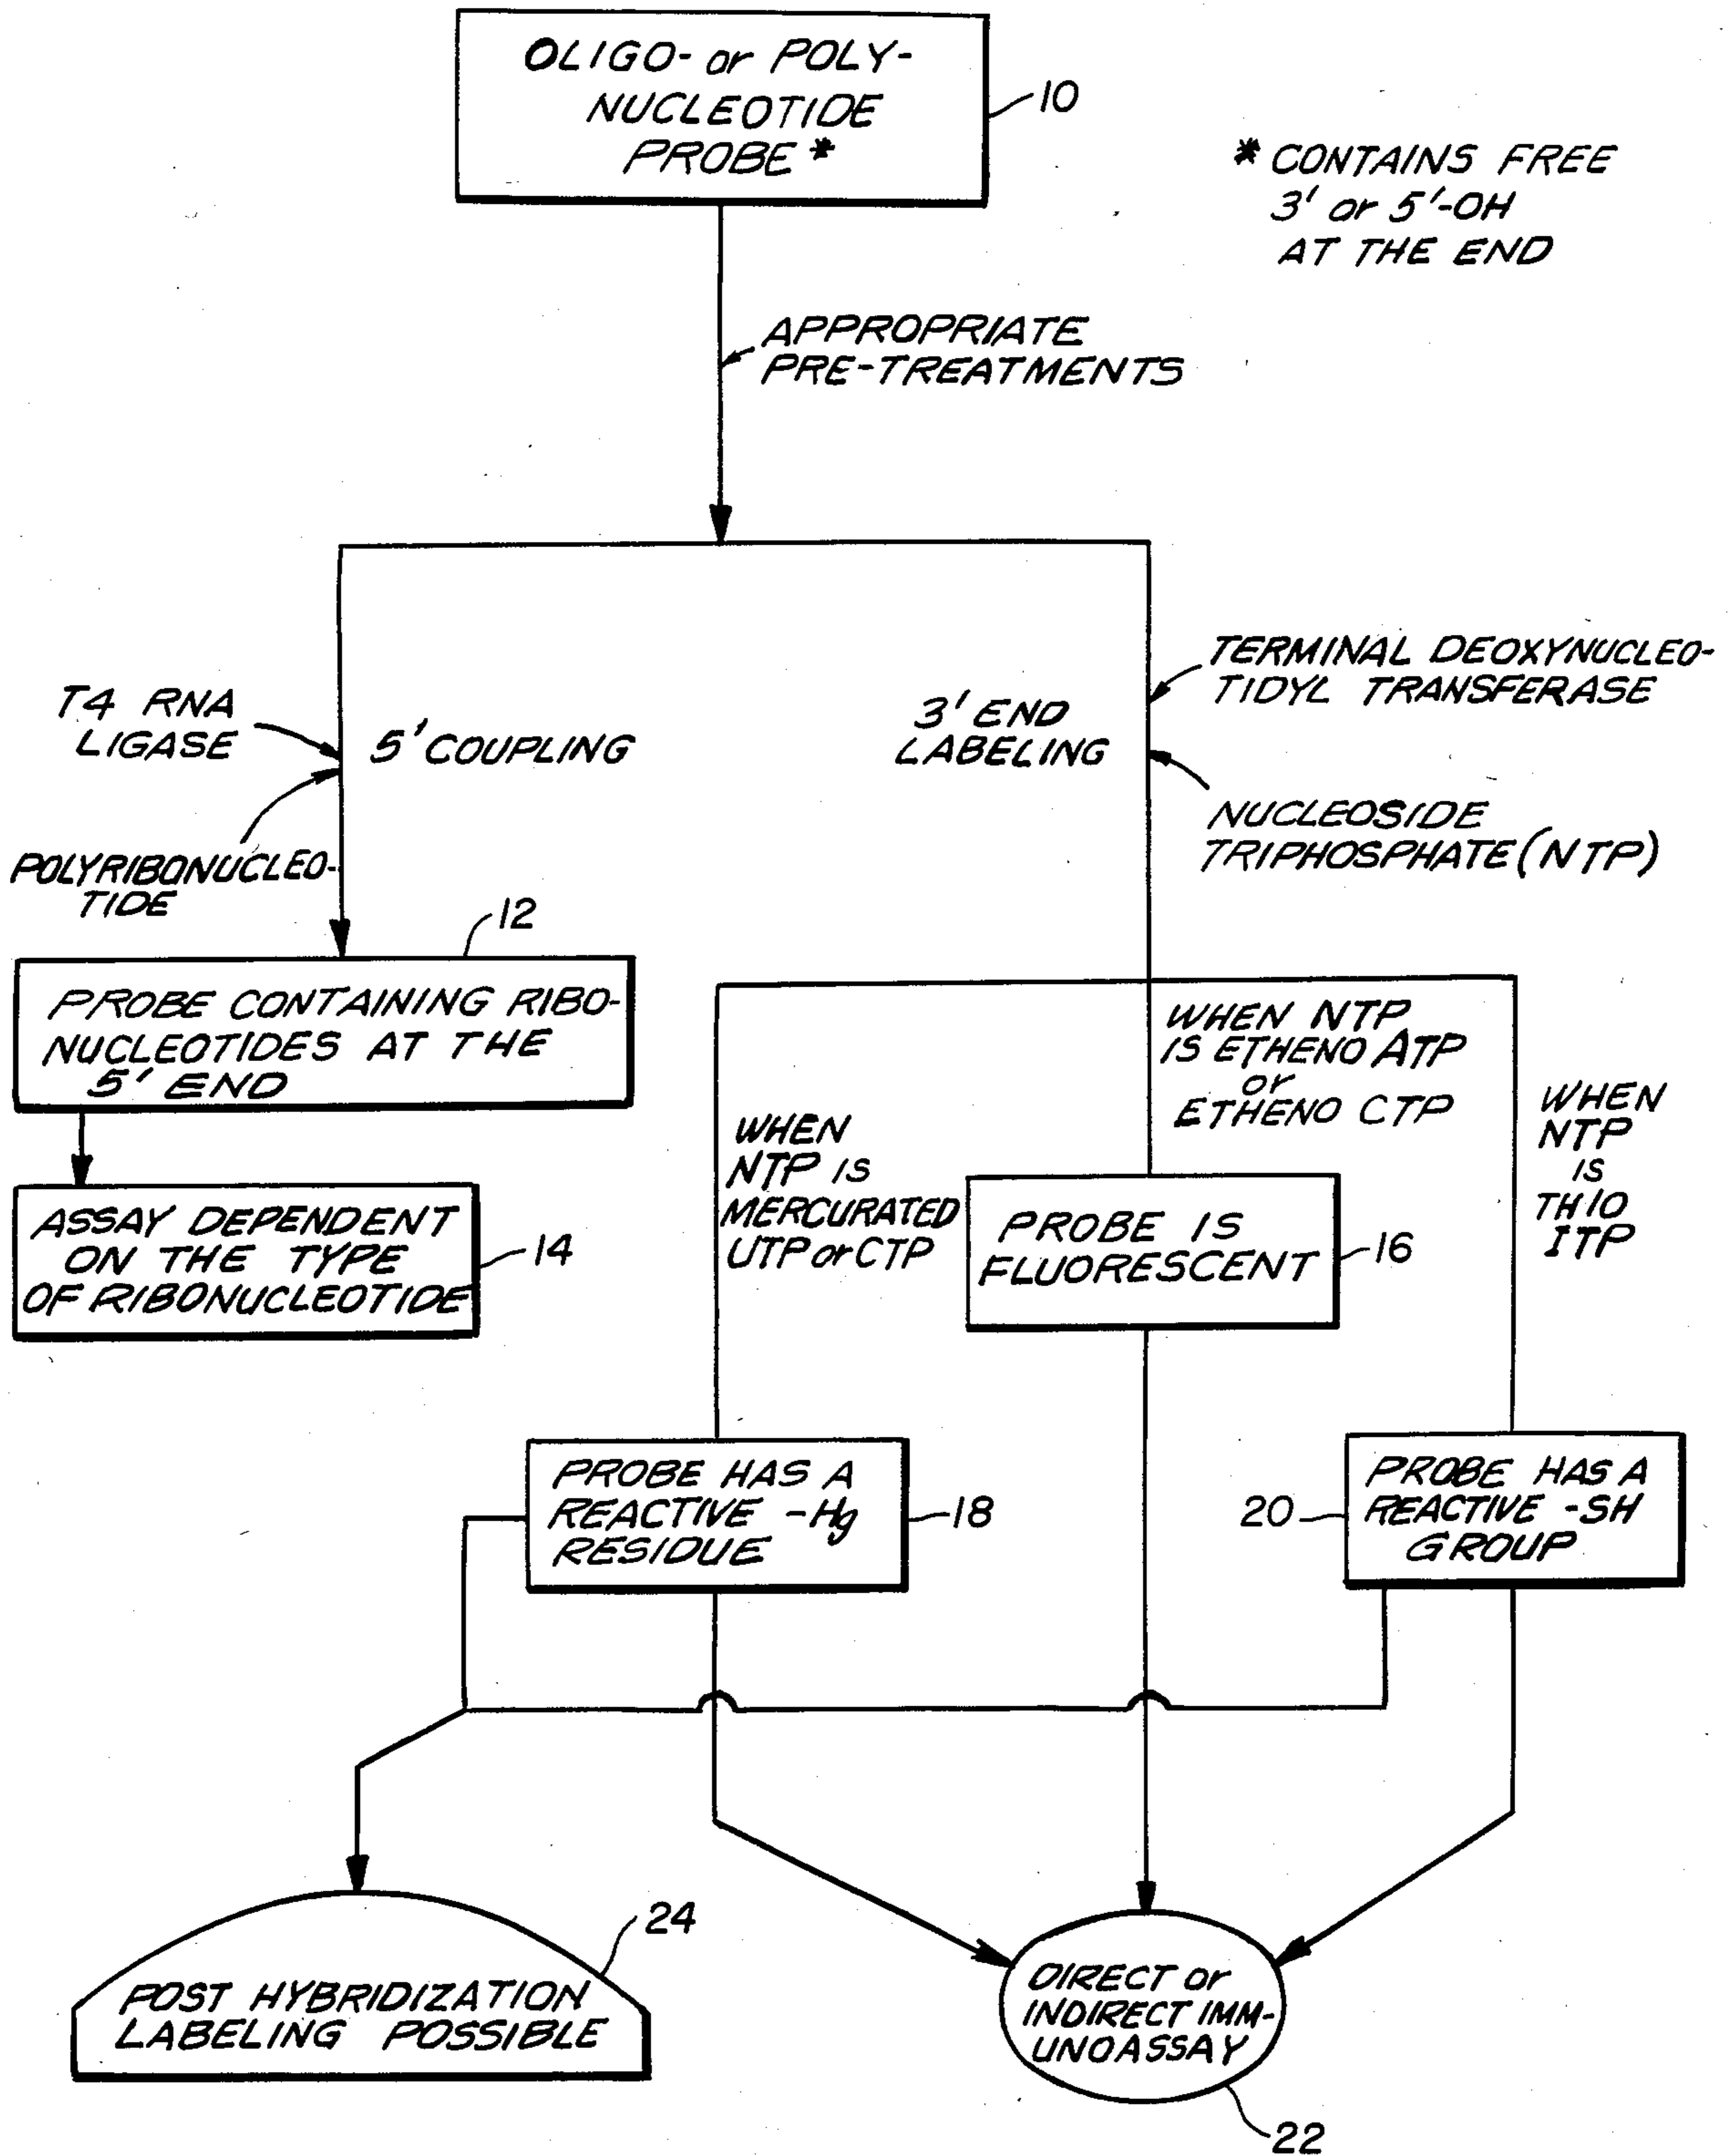 OLIGO- or POLY-
NUCLEOTIDE
PROBE*
10
* CONTAINS FREE
3' or 5'-OH
AT THE END
APPROPRIATE
PRE-TREATMENTS
T4 RNA
LIGASE
5' COUPLING
POLYRIBONUCLEO-
TIDE
3' END
LABELING
TERMINAL DEOXYNUCLEO-
TIDYL TRANSFERASE
NUCLEOSIDE
TRIPHOSPHATE (NTP)
12
PROBE CONTAINING RIBO-
NUCLEOTIDES AT THE
5' END
ASSAY DEPENDENT
ON THE TYPE
OF RIBONUCLEOTIDE
14
WHEN
NTP IS
MERCURATED
UTP or CTP
WHEN NTP
IS ETHENO ATP
or
ETHENO CTP
WHEN
NTP
IS
THIO
ITP
PROBE IS
FLUORESCENT
16
PROBE HAS A
REACTIVE -Hg
RESIDUE
18
20
PROBE HAS A
REACTIVE -SH
GROUP
24
POST HYBRIDIZATION
LABELING POSSIBLE
DIRECT or
INDIRECT IMM-
UNOASSAY
22